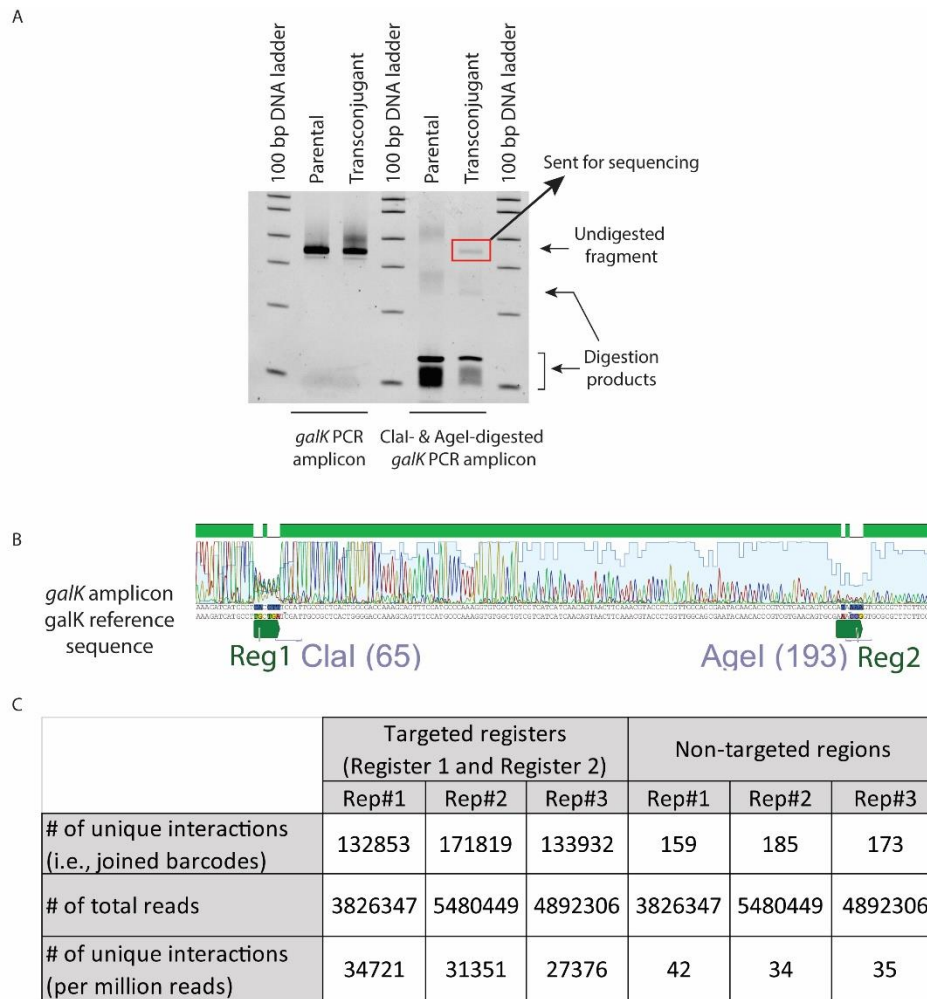 A
100 bp DNA ladder
Parental
Transconjugant
100 bp DNA ladder
Parental
Transconjugant
100 bp DNA ladder
Sent for sequencing
Undigested
fragment
Digestion
products
galK PCR
amplicon
ClaI- & AgeI-digested
galK PCR amplicon
B
galK amplicon
galK reference
sequence
Reg1 ClaI (65) AgeI (193) Reg2
C
Targeted registers
(Register 1 and Register 2)
Non-targeted regions
Rep#1 Rep#2 Rep#3 Rep#1 Rep#2 Rep#3
# of unique interactions
(i.e., joined barcodes)
132853 171819 133932 159 185 173
# of total reads
3826347 5480449 4892306 3826347 5480449 4892306
# of unique interactions
(per million reads)
34721 31351 27376 42 34 35